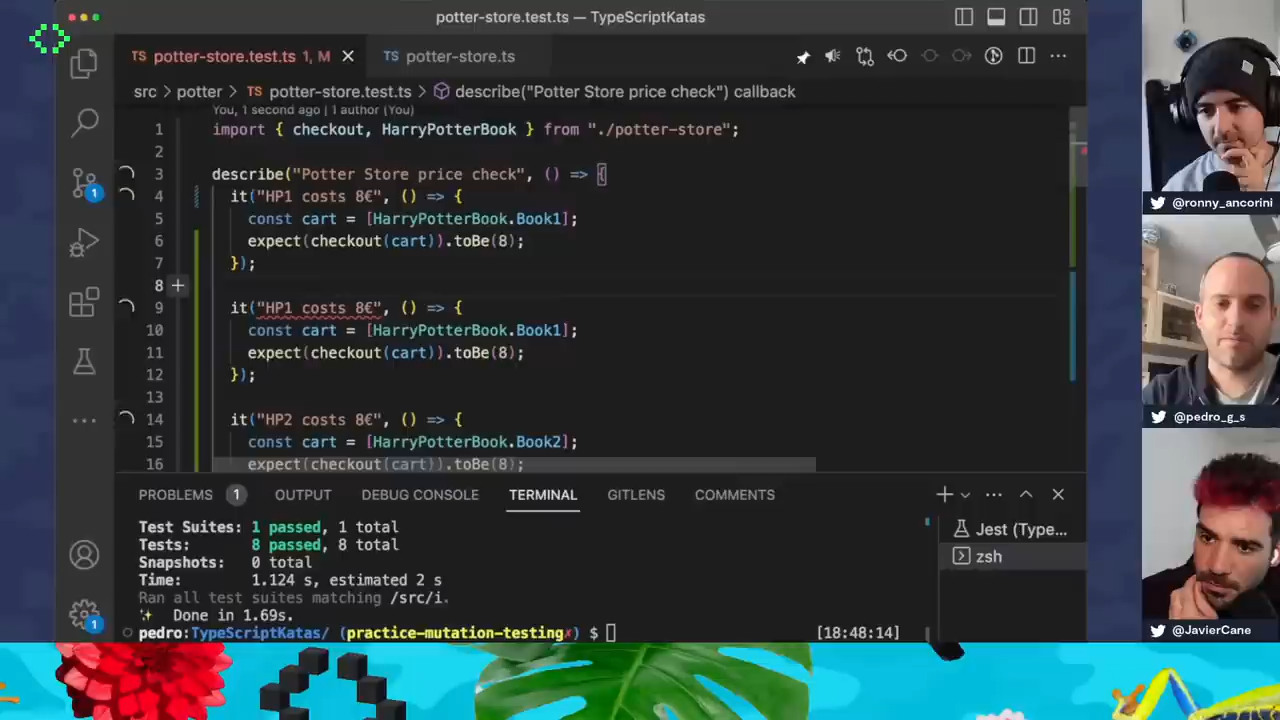 potter-store.test.ts — TypeScriptKatas
TS potter-store.test.ts 1, M
TS potter-store.ts
src > potter > TS potter-store.test.ts > describe("Potter Store price check") callback
You, 1 second ago | 1 author (You)
1 import { checkout, HarryPotterBook } from "./potter-store";
2
3 describe("Potter Store price check", () => {
4 it("HP1 costs 8€", () => {
5 const cart = [HarryPotterBook.Book1];
6 expect(checkout(cart)).toBe(8);
7 });
8
9 it("HP1 costs 8€", () => {
10 const cart = [HarryPotterBook.Book1];
11 expect(checkout(cart)).toBe(8);
12 });
13
14 it("HP2 costs 8€", () => {
15 const cart = [HarryPotterBook.Book2];
16 expect(checkout(cart)).toBe(8);
1
1
PROBLEMS 1 OUTPUT DEBUG CONSOLE TERMINAL GITLENS COMMENTS
Test Suites: 1 passed, 1 total
Tests: 8 passed, 8 total
Snapshots: 0 total
Time: 1.124 s, estimated 2 s
Ran all test suites matching /src/i.
Done in 1.69s.
pedro:TypeScriptKatas/ (practice-mutation-testing✗) $ [18:48:14]
Jest (Type...
zsh
@ronny_ancorini
@pedro_g_s
@JavierCane